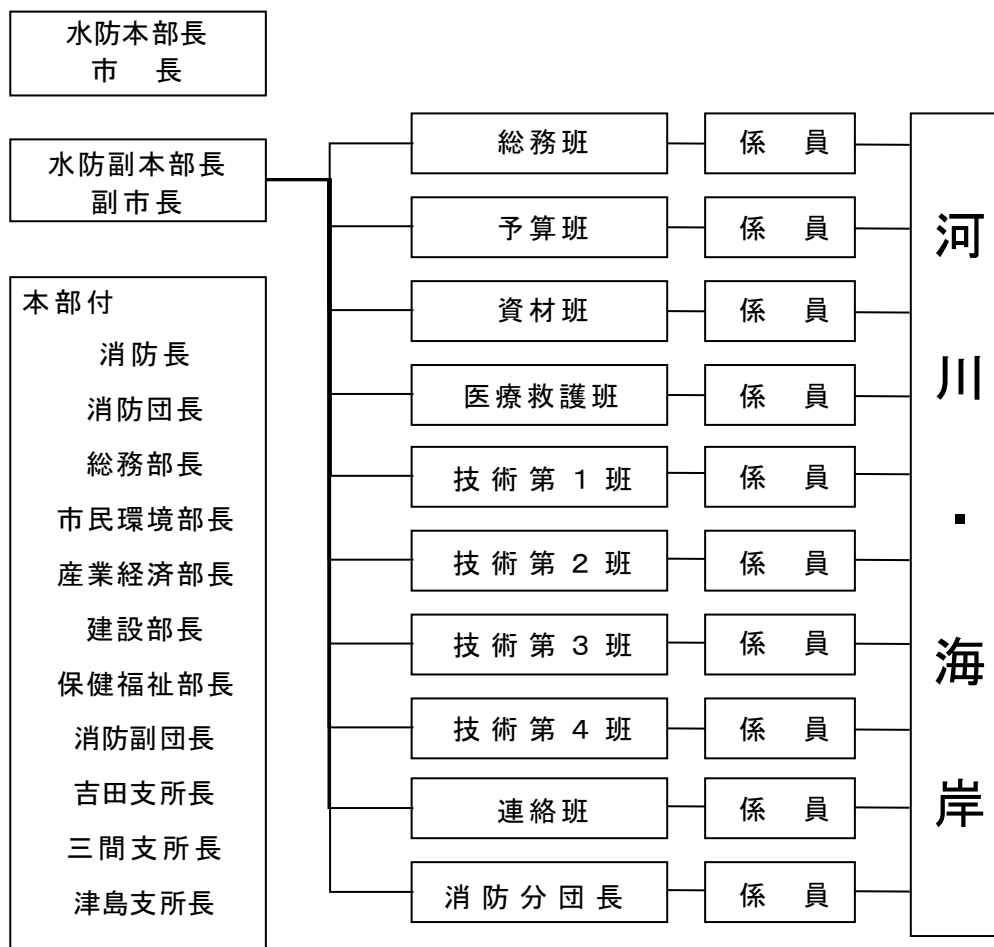 水防本部長
市　長
水防副本部長
副市長
本部付
消防長
消防団長
総務部長
市民環境部長
産業経済部長
建設部長
保健福祉部長
消防副団長
吉田支所長
三間支所長
津島支所長
総務班　係　員
予算班　係　員
資材班　係　員
医療救護班　係　員
技術第１班　係　員
技術第２班　係　員
技術第３班　係　員
技術第４班　係　員
連絡班　係　員
消防分団長　係　員
河川・海岸